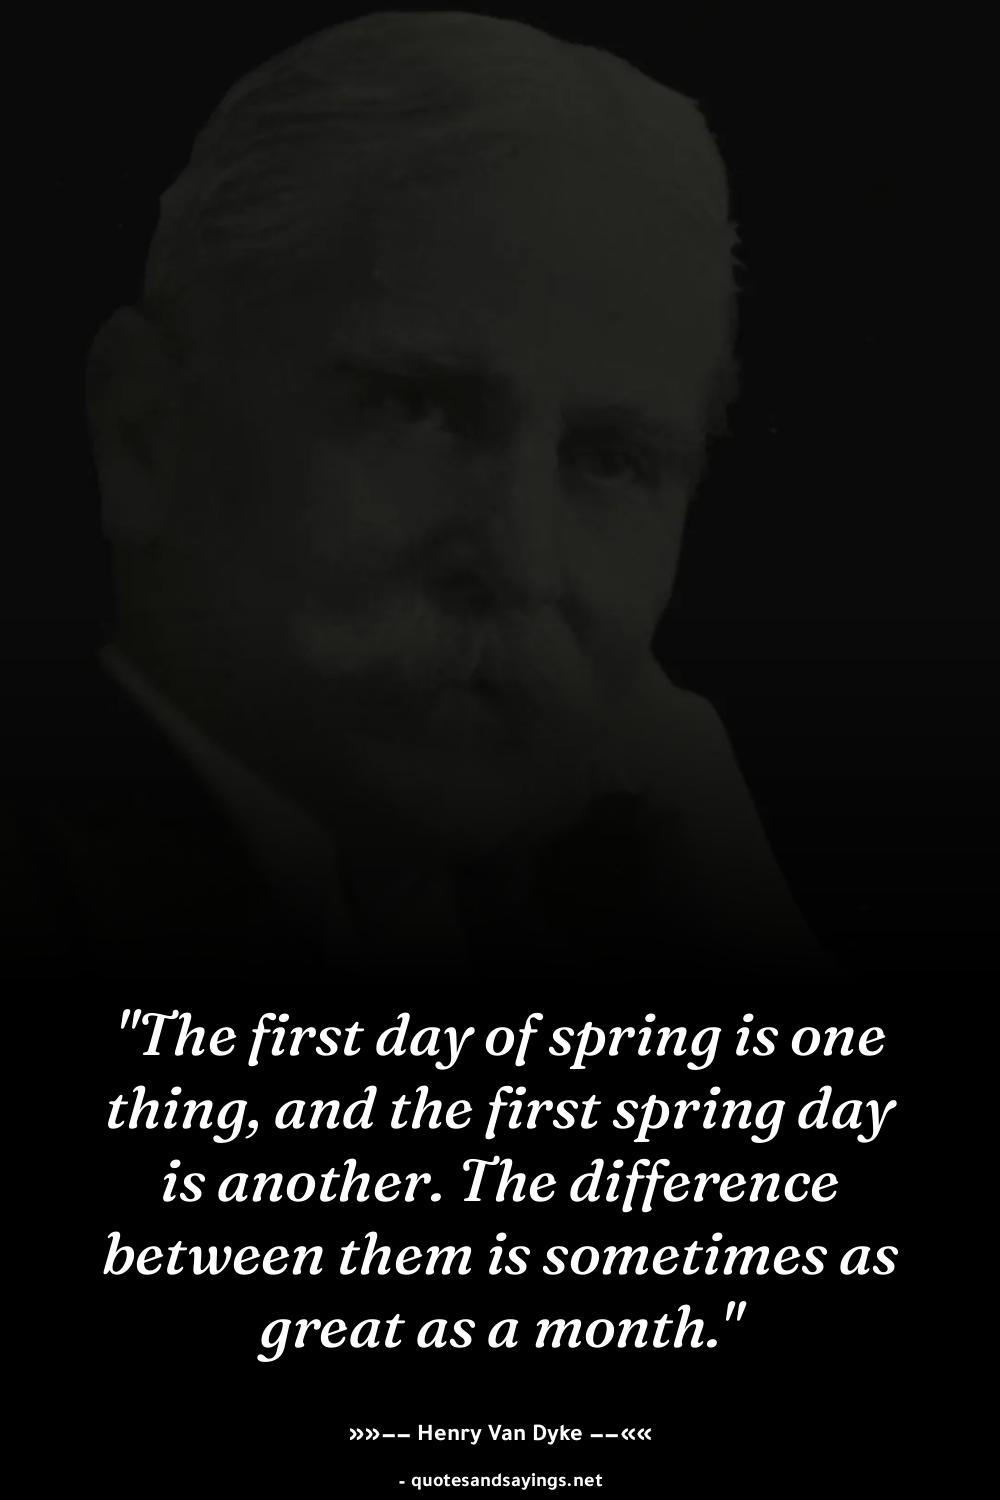 "The first day of spring is one
thing, and the first spring day
is another. The difference
between them is sometimes as
great as a month."
»»–– Henry Van Dyke ––««
- quotesandsayings.net